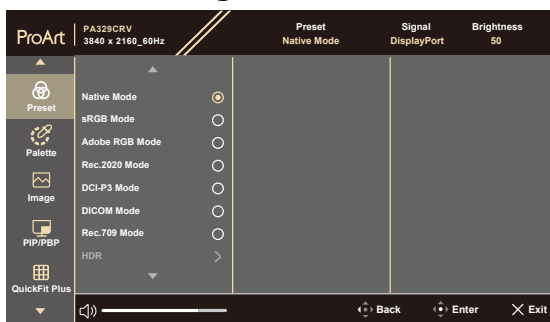 ProArt
PA329CRV
3840 x 2160_60Hz
Preset
Native Mode
Signal
DisplayPort
Brightness
50
Preset
Palette
Image
PIP/PBP
QuickFit Plus
Native Mode
sRGB Mode
Adobe RGB Mode
Rec.2020 Mode
DCI-P3 Mode
DICOM Mode
Rec.709 Mode
HDR
Back
Enter
Exit